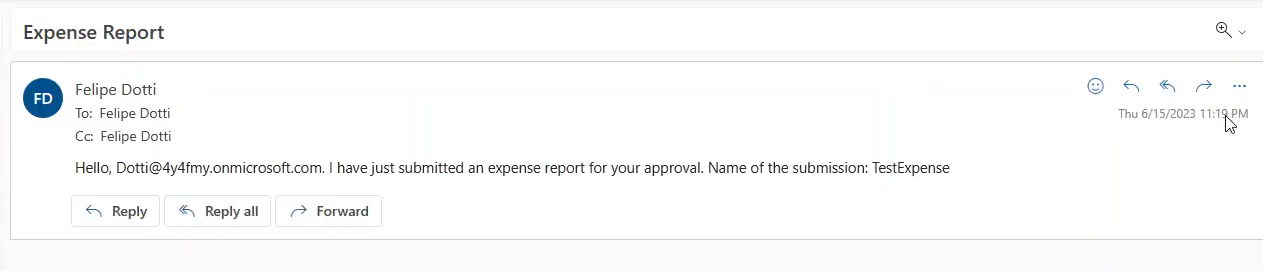 Expense Report
FD
Felipe Dotti
To: Felipe Dotti
Thu 6/15/2023 11:19 PM
Cc: Felipe Dotti
Hello, Dotti@4y4fmy.onmicrosoft.com. I have just submitted an expense report for your approval. Name of the submission: TestExpense
Reply
Reply all
Forward